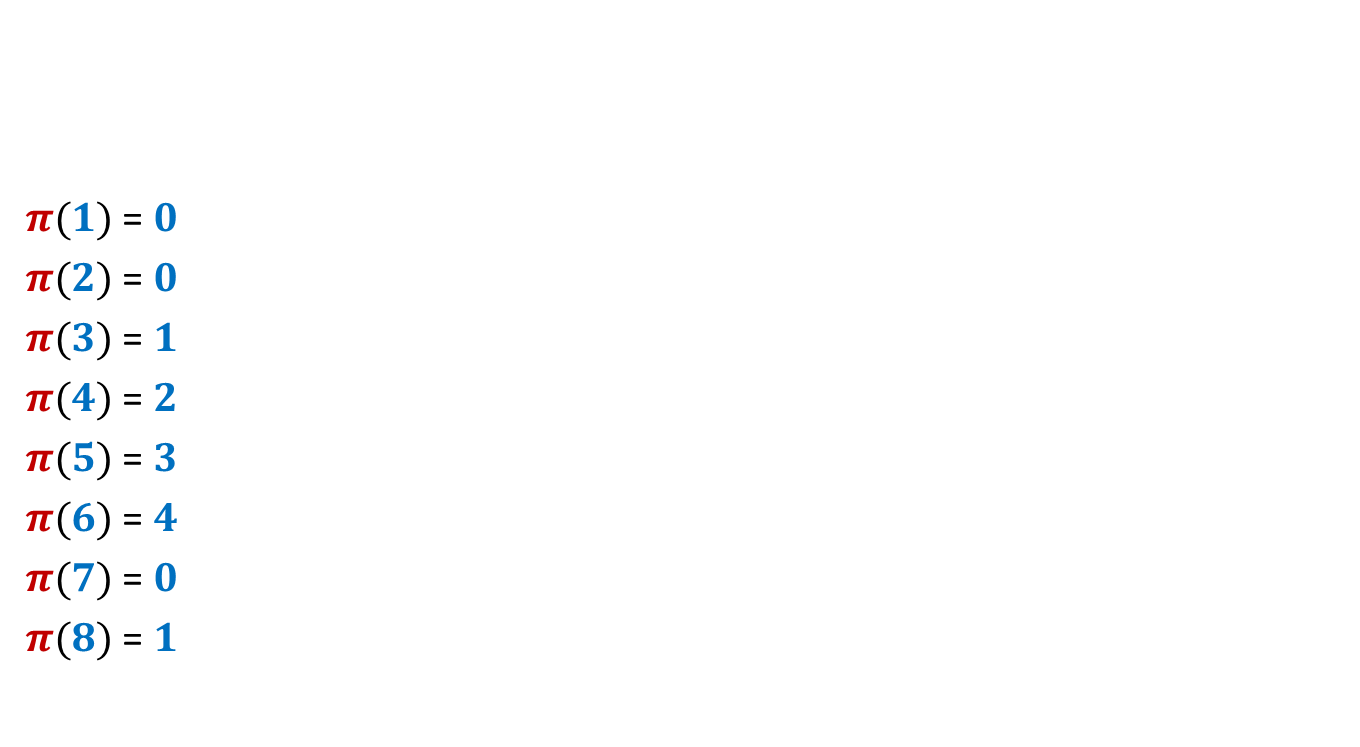 π(1) = 0
π(2) = 0
π(3) = 1
π(4) = 2
π(5) = 3
π(6) = 4
π(7) = 0
π(8) = 1